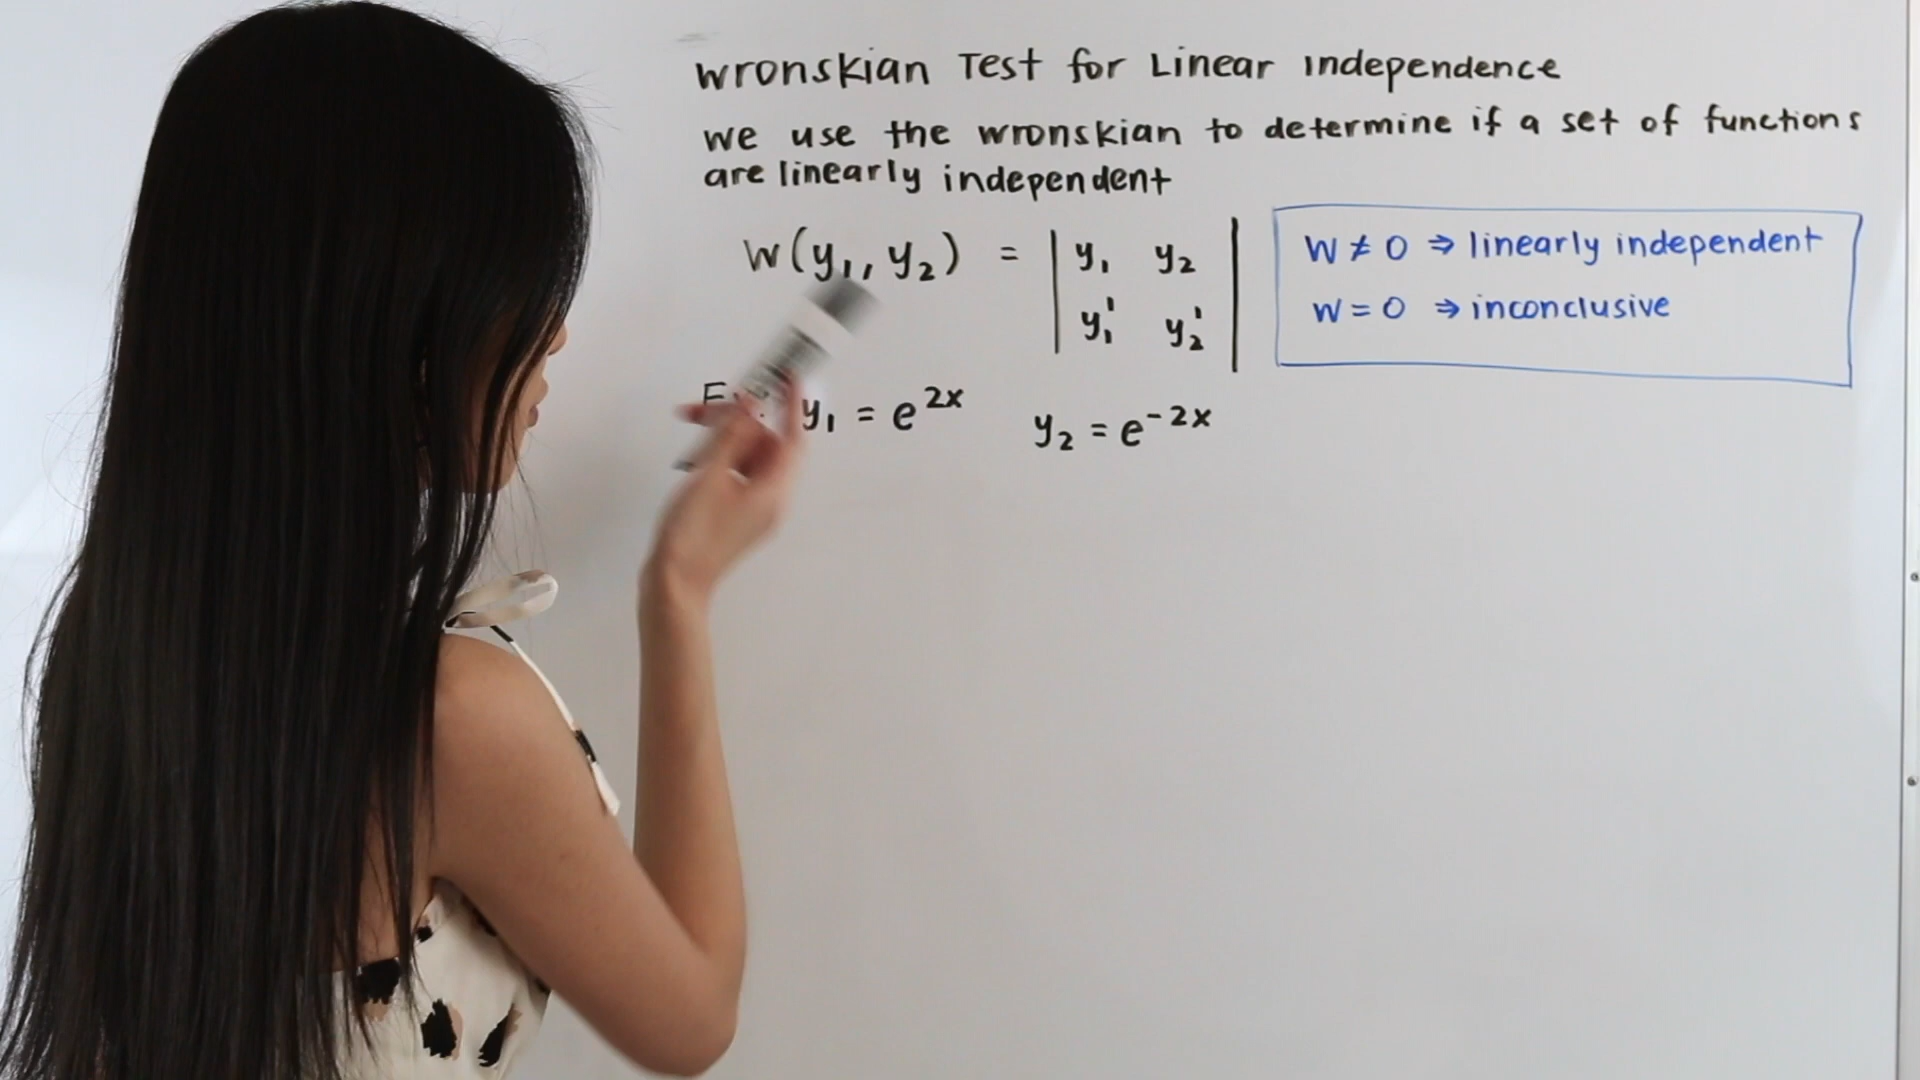 Wronskian Test for Linear Independence
we use the wronskian to determine if a set of functions
are linearly independent
W(y₁, y₂) = | y₁ y₂ |
| y₁' y₂' |
W ≠ 0 ⇒ linearly independent
W = 0 ⇒ inconclusive
y₁ = e^2x y₂ = e^-2x